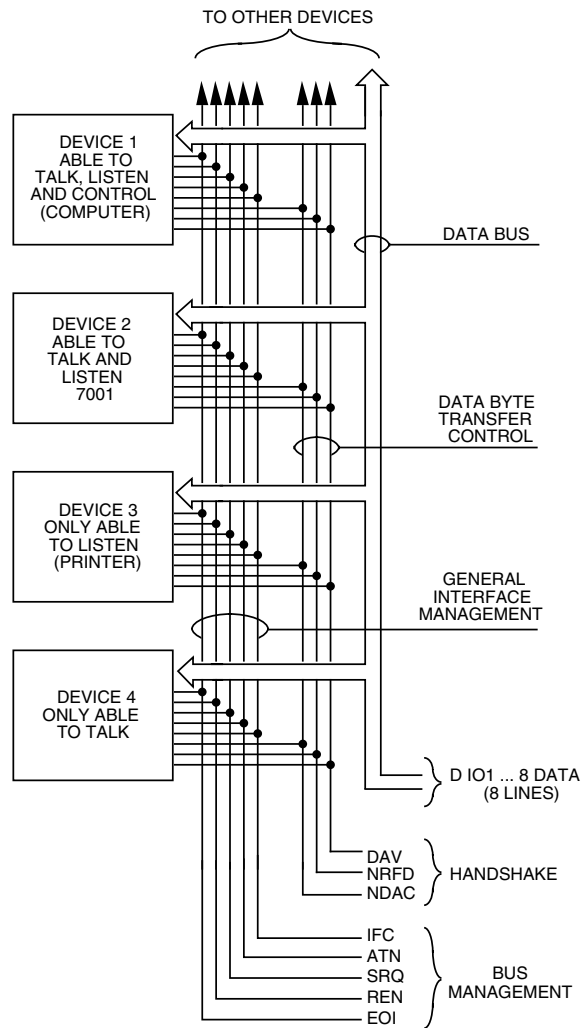 TO OTHER DEVICES
DEVICE 1
ABLE TO
TALK, LISTEN
AND CONTROL
(COMPUTER)
DATA BUS
DEVICE 2
ABLE TO
TALK AND
LISTEN
7001
DATA BYTE
TRANSFER
CONTROL
DEVICE 3
ONLY ABLE
TO LISTEN
(PRINTER)
GENERAL
INTERFACE
MANAGEMENT
DEVICE 4
ONLY ABLE
TO TALK
D IO1 ... 8 DATA
(8 LINES)
DAV
NRFD
NDAC
HANDSHAKE
IFC
ATN
SRQ
REN
EOI
BUS
MANAGEMENT